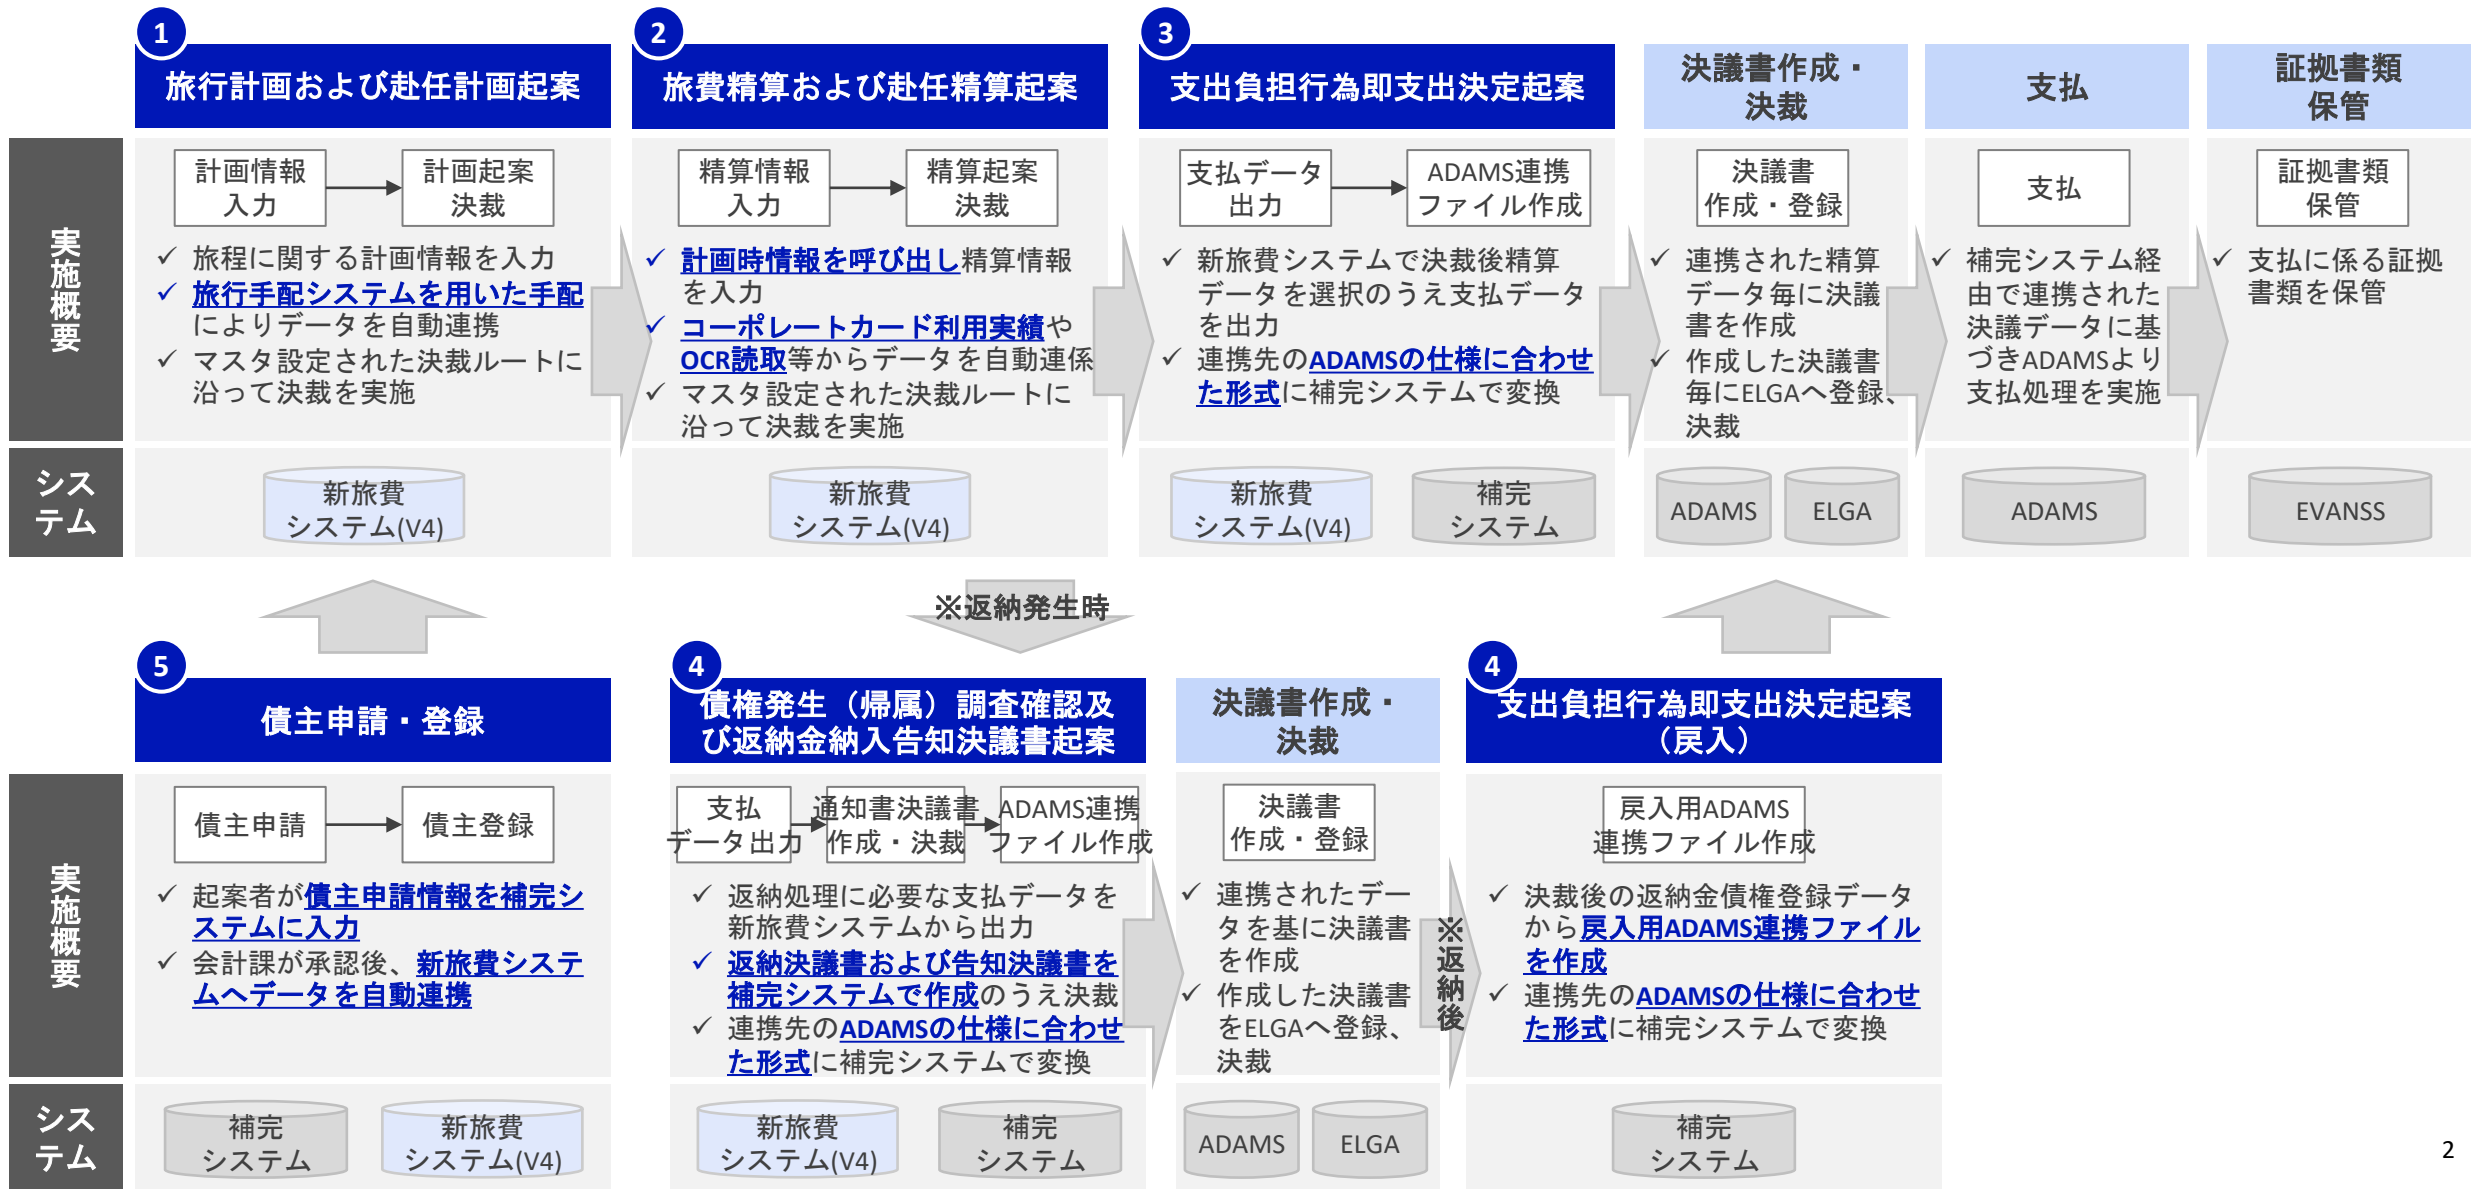 1
旅行計画および赴任計画起案
2
旅費精算および赴任精算起案
3
支出負担行為即支出決定起案
決議書作成・
決裁
支払
証拠書類
保管
実施概要
計画情報
入力
計画起案
決裁
✓ 旅程に関する計画情報を入力
✓ 旅行手配システムを用いた手配
によりデータを自動連携
✓ マスタ設定された決裁ルートに
沿って決裁を実施
精算情報
入力
精算起案
決裁
✓ 計画時情報を呼び出し精算情報
を入力
✓ コーポレートカード利用実績や
OCR読取等からデータを自動連係
✓ マスタ設定された決裁ルートに
沿って決裁を実施
支払データ
出力
ADAMS連携
ファイル作成
✓ 新旅費システムで決裁後精算
データを選択のうえ支払データ
を出力
✓ 連携先のADAMSの仕様に合わせ
た形式に補完システムで変換
決議書
作成・登録
✓ 連携された精算
データ毎に決議
書を作成
✓ 作成した決議書
毎にELGAへ登録、
決裁
支払
✓ 補完システム経
由で連携された
決議データに基
づきADAMSより
支払処理を実施
証拠書類
保管
✓ 支払に係る証拠
書類を保管
シス
テム
新旅費
システム(V4)
新旅費
システム(V4)
新旅費
システム(V4)
補完
システム
ADAMS
ELGA
ADAMS
EVANSS
※返納発生時
5
債主申請・登録
4
債権発生（帰属）調査確認及
び返納金納入告知決議書起案
決議書作成・
決裁
4
支出負担行為即支出決定起案
（戻入）
実施概要
債主申請
債主登録
✓ 起案者が債主申請情報を補完シ
ステムに入力
✓ 会計課が承認後、新旅費システ
ムへデータを自動連携
支払
データ出力
通知書決議書
作成・決裁
ADAMS連携
ファイル作成
✓ 返納処理に必要な支払データを
新旅費システムから出力
✓ 返納決議書および告知決議書を
補完システムで作成のうえ決裁
✓ 連携先のADAMSの仕様に合わせ
た形式に補完システムで変換
決議書
作成・登録
✓ 連携されたデー
タを基に決議書
を作成
✓ 作成した決議書
をELGAへ登録、
決裁
※返納後
戻入用ADAMS
連携ファイル作成
✓ 決裁後の返納金債権登録データ
から戻入用ADAMS連携ファイル
を作成
✓ 連携先のADAMSの仕様に合わせ
た形式に補完システムで変換
シス
テム
補完
システム
新旅費
システム(V4)
新旅費
システム(V4)
補完
システム
ADAMS
ELGA
補完
システム
2